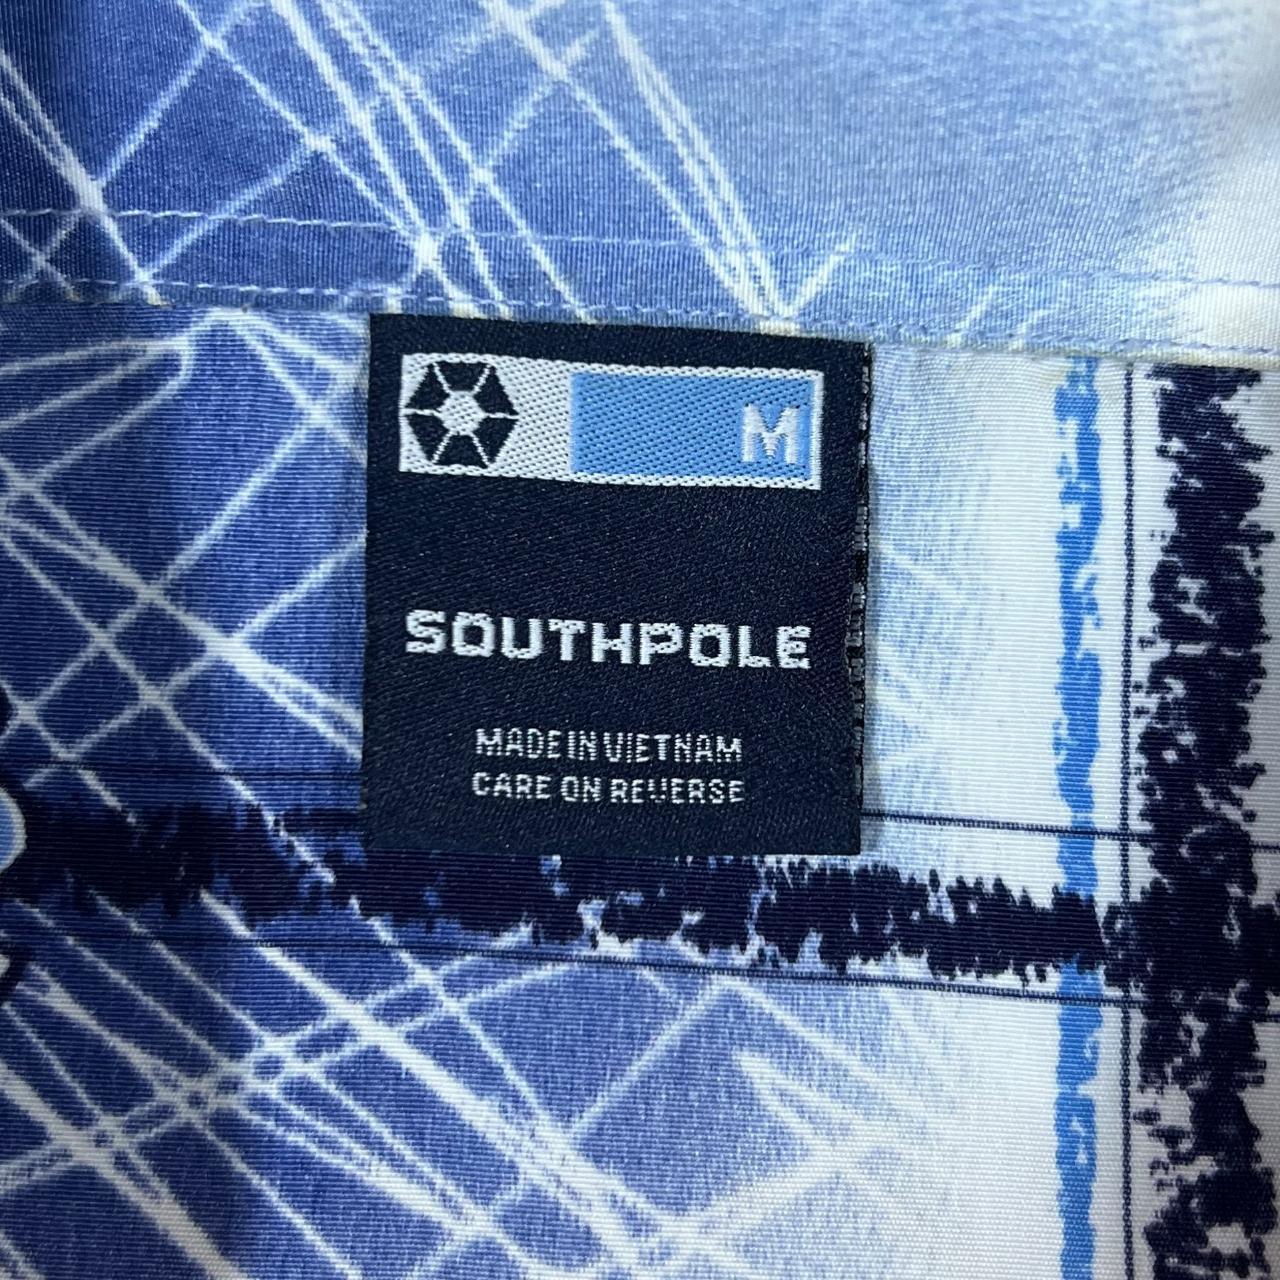 M
SOUTHPOLE
MADE IN VIETNAM
CARE ON REVERSE